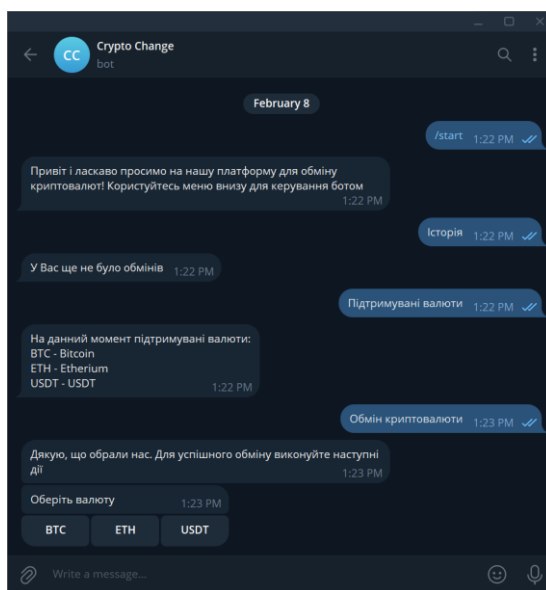 CC
Crypto Change
bot
February 8
/start 1:22 PM
Привіт і ласкаво просимо на нашу платформу для обміну
криптовалют! Користуйтесь меню внизу для керування ботом
1:22 PM
Історія 1:22 PM
У Вас ще не було обмінів 1:22 PM
Підтримувані валюти 1:22 PM
На данний момент підтримувані валюти:
BTC - Bitcoin
ETH - Etherium
USDT - USDT 1:22 PM
Обмін криптовалюти 1:23 PM
Дякую, що обрали нас. Для успішного обміну виконуйте наступні
дії 1:23 PM
Оберіть валюту 1:23 PM
BTC ETH USDT
Write a message...